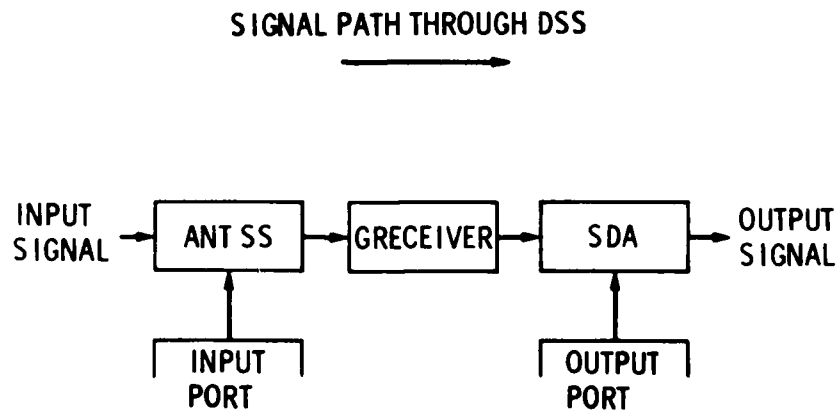 SIGNAL PATH THROUGH DSS
INPUT
SIGNAL
ANT SS
GRECEIVER
SDA
OUTPUT
SIGNAL
INPUT
PORT
OUTPUT
PORT